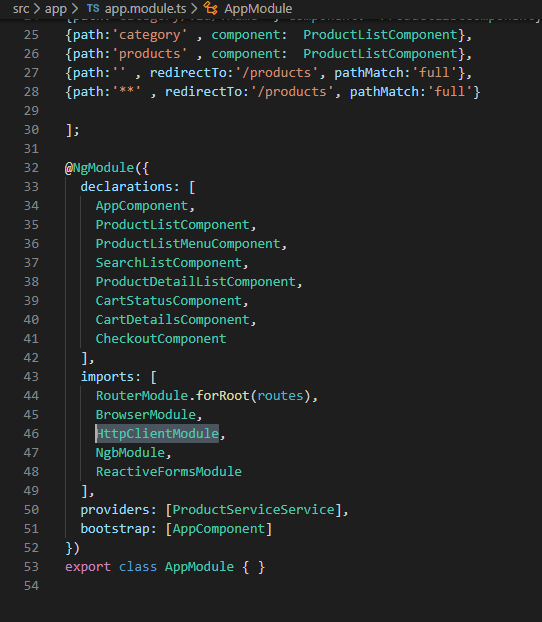 src > app > TS app.module.ts > AppModule
25 {path:'category' , component:  ProductListComponent},
26 {path:'products' , component:  ProductListComponent},
27 {path:'' , redirectTo:'/products', pathMatch:'full'},
28 {path:'**' , redirectTo:'/products', pathMatch:'full'}
29
30 ];
31
32 @NgModule({
33   declarations: [
34     AppComponent,
35     ProductListComponent,
36     ProductListMenuComponent,
37     SearchListComponent,
38     ProductDetailListComponent,
39     CartStatusComponent,
40     CartDetailsComponent,
41     CheckoutComponent
42   ],
43   imports: [
44     RouterModule.forRoot(routes),
45     BrowserModule,
46     HttpClientModule,
47     NgbModule,
48     ReactiveFormsModule
49   ],
50   providers: [ProductServiceService],
51   bootstrap: [AppComponent]
52 })
53 export class AppModule { }
54